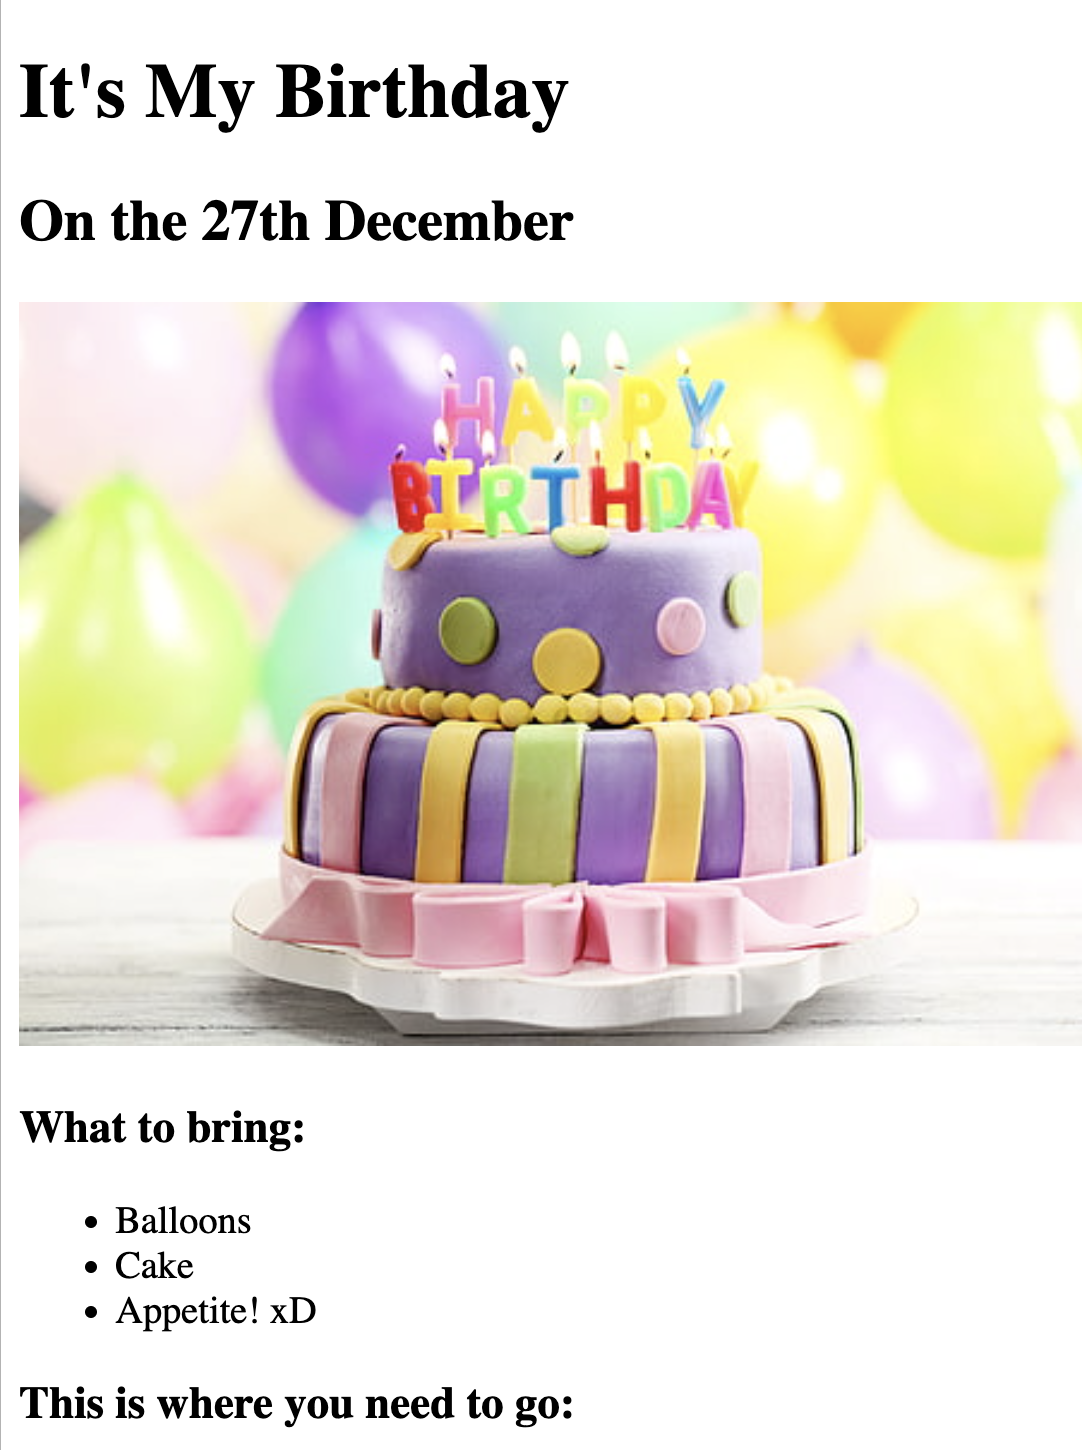 It's My Birthday
On the 27th December
HAPPY
BIRTHDAY
What to bring:
• Balloons
• Cake
• Appetite! xD
This is where you need to go: